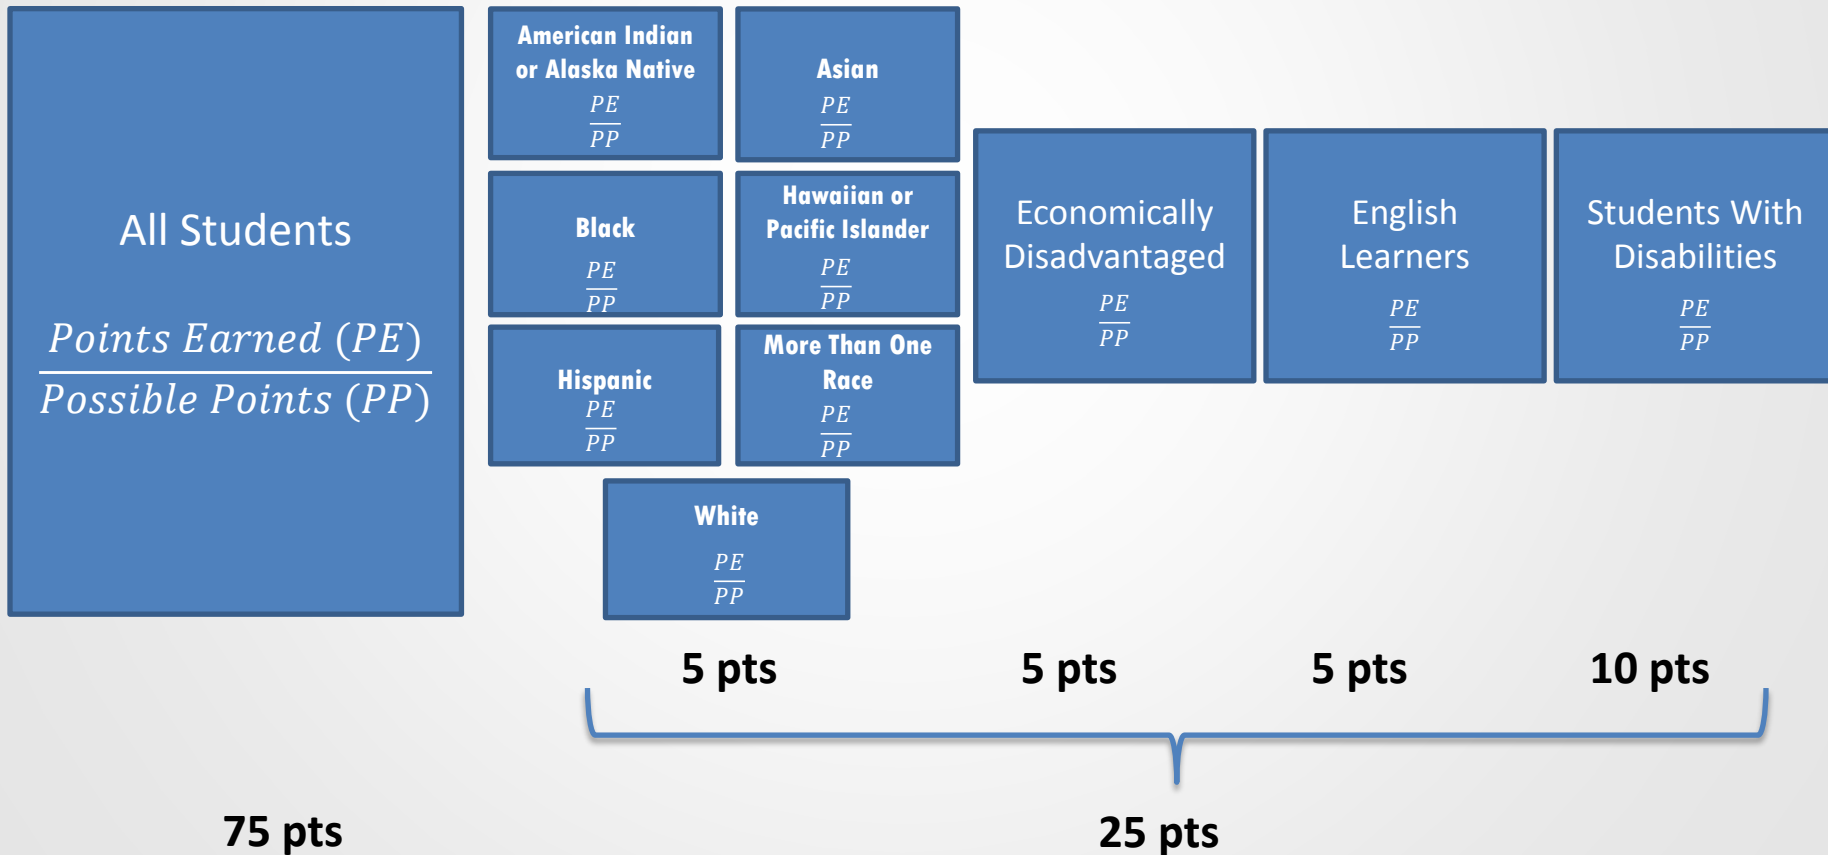 All Students
Points Earned (PE)
Possible Points (PP)
American Indian
or Alaska Native
PE
PP
Asian
PE
PP
Black
PE
PP
Hawaiian or
Pacific Islander
PE
PP
Hispanic
PE
PP
More Than One
Race
PE
PP
White
PE
PP
Economically
Disadvantaged
PE
PP
English
Learners
PE
PP
Students With
Disabilities
PE
PP
5 pts
5 pts
5 pts
10 pts
75 pts
25 pts